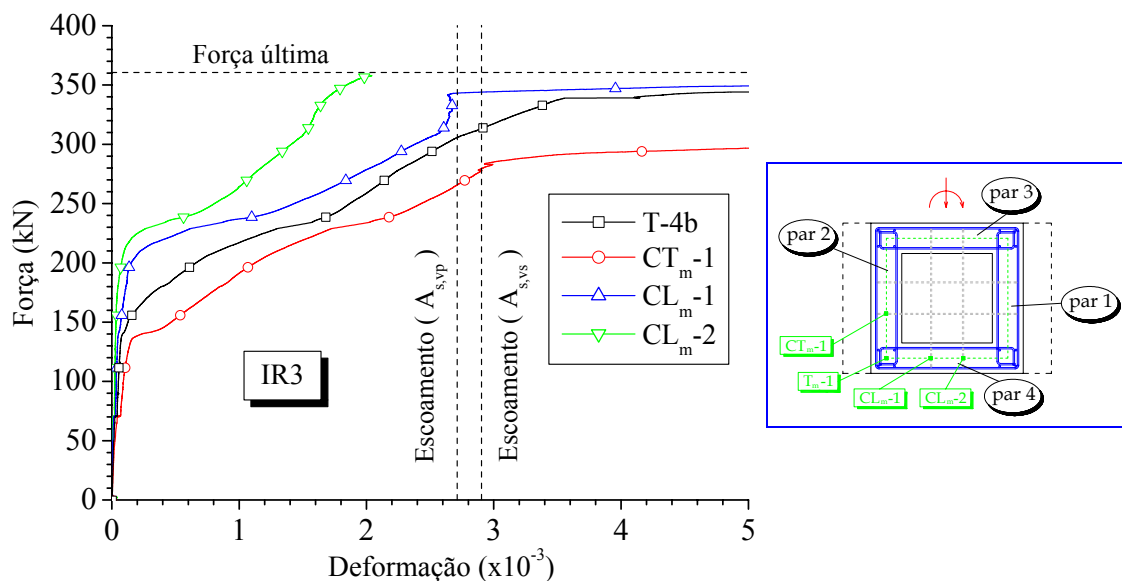 400
350
300
250
200
150
100
50
0
Força (kN)
Força última
IR3
Escoamento ( A s,vp )
Escoamento ( A s,vs )
T-4b
CTm-1
CLm-1
CLm-2
0
1
2
3
4
5
Deformação (x10-3)
par 3
par 2
par 1
CTm-1
Tm-1
CLm-1
CLm-2
par 4